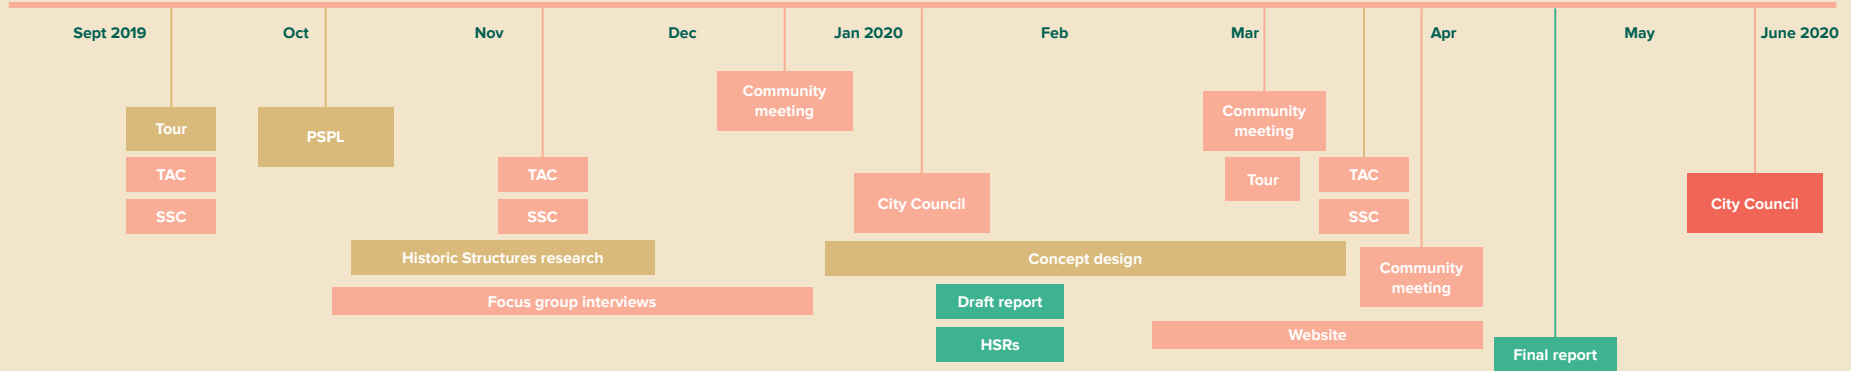 Sept 2019
Oct
Nov
Dec
Jan 2020
Feb
Mar
Apr
May
June 2020
Tour
TAC
SSC
PSPL
TAC
SSC
Community
meeting
City Council
Community
meeting
Tour
TAC
SSC
City Council
Historic Structures research
Concept design
Community
meeting
Focus group interviews
Draft report
HSRs
Website
Final report